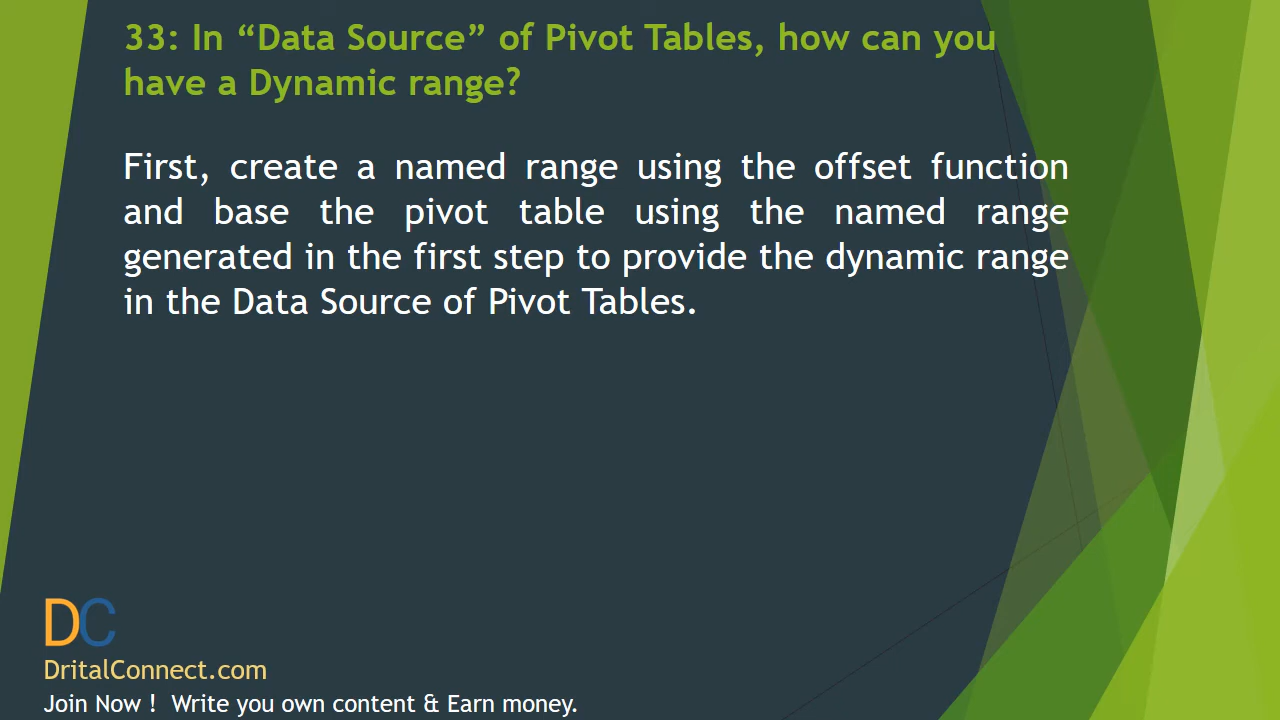 33: In “Data Source” of Pivot Tables, how can you
have a Dynamic range?
First, create a named range using the offset function
and base the pivot table using the named range
generated in the first step to provide the dynamic range
in the Data Source of Pivot Tables.
DC
DritalConnect.com
Join Now !  Write you own content & Earn money.